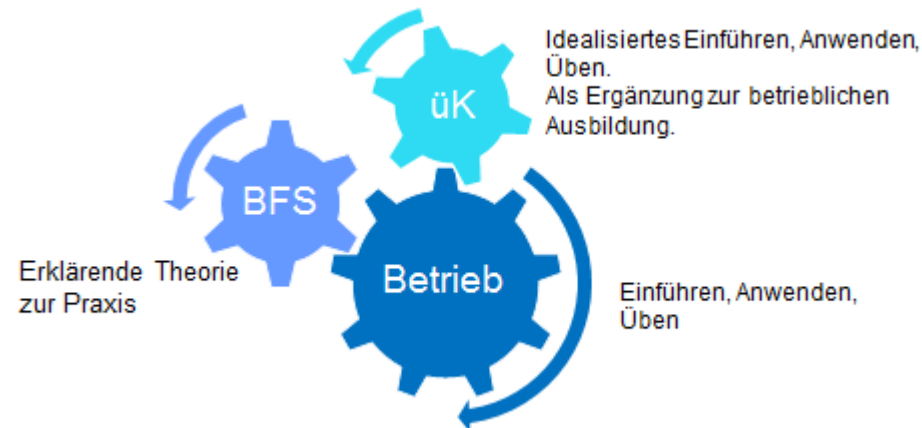 Idealisiertes Einführen, Anwenden,
Üben.
Als Ergänzung zur betrieblichen
Ausbildung.
üK
BFS
Betrieb
Erklärende Theorie
zur Praxis
Einführen, Anwenden,
Üben